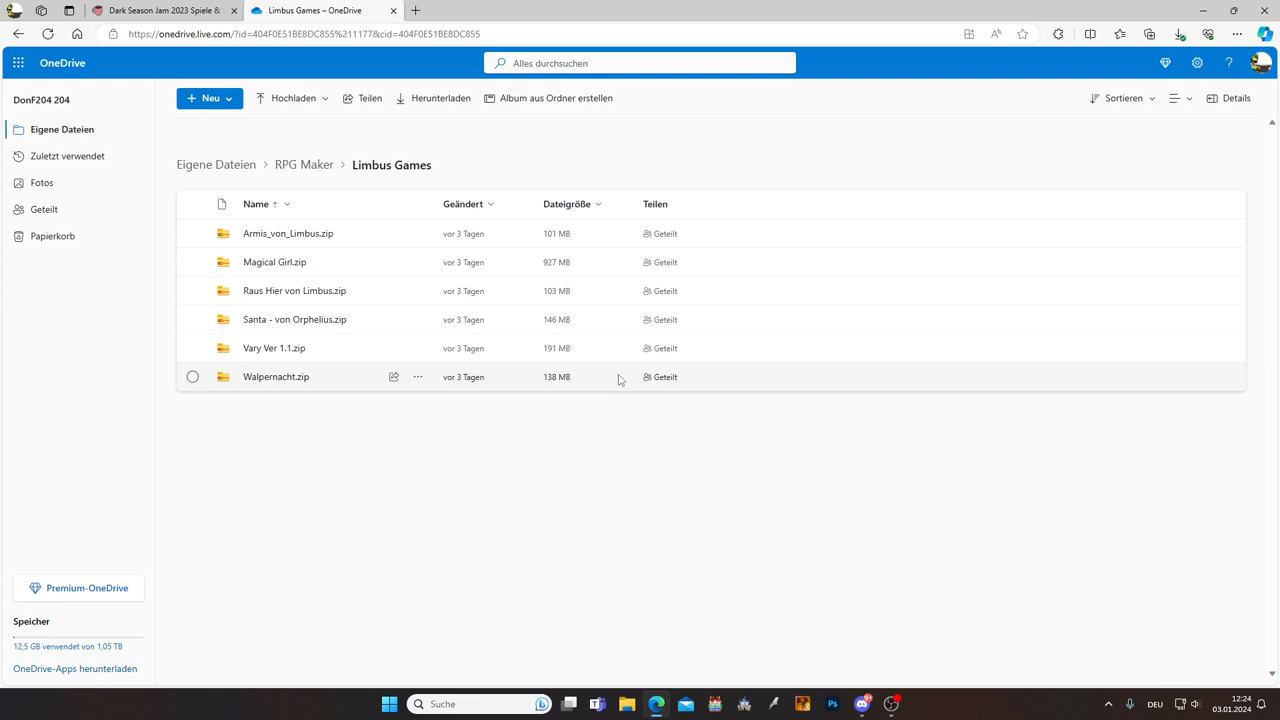 Dark Season Jam 2023 Spiele &
Limbus Games – OneDrive
https://onedrive.live.com/?id=404F0E51BE8DC855%211177&cid=404F0E51BE8DC855
OneDrive
Alles durchsuchen
DonF204 204
Neu
Hochladen
Teilen
Herunterladen
Album aus Ordner erstellen
Sortieren
Details
Eigene Dateien
Zuletzt verwendet
Fotos
Geteilt
Papierkorb
Eigene Dateien > RPG Maker > Limbus Games
Name Geändert Dateigröße Teilen
Armis_von_Limbus.zip vor 3 Tagen 101 MB Geteilt
Magical Girl.zip vor 3 Tagen 927 MB Geteilt
Raus Hier von Limbus.zip vor 3 Tagen 103 MB Geteilt
Santa - von Orphelius.zip vor 3 Tagen 146 MB Geteilt
Vary Ver 1.1.zip vor 3 Tagen 191 MB Geteilt
Walpernacht.zip vor 3 Tagen 138 MB Geteilt
Premium-OneDrive
Speicher
12,5 GB verwendet von 1,05 TB
OneDrive-Apps herunterladen
Suche
DEU
12:24
03.01.2024